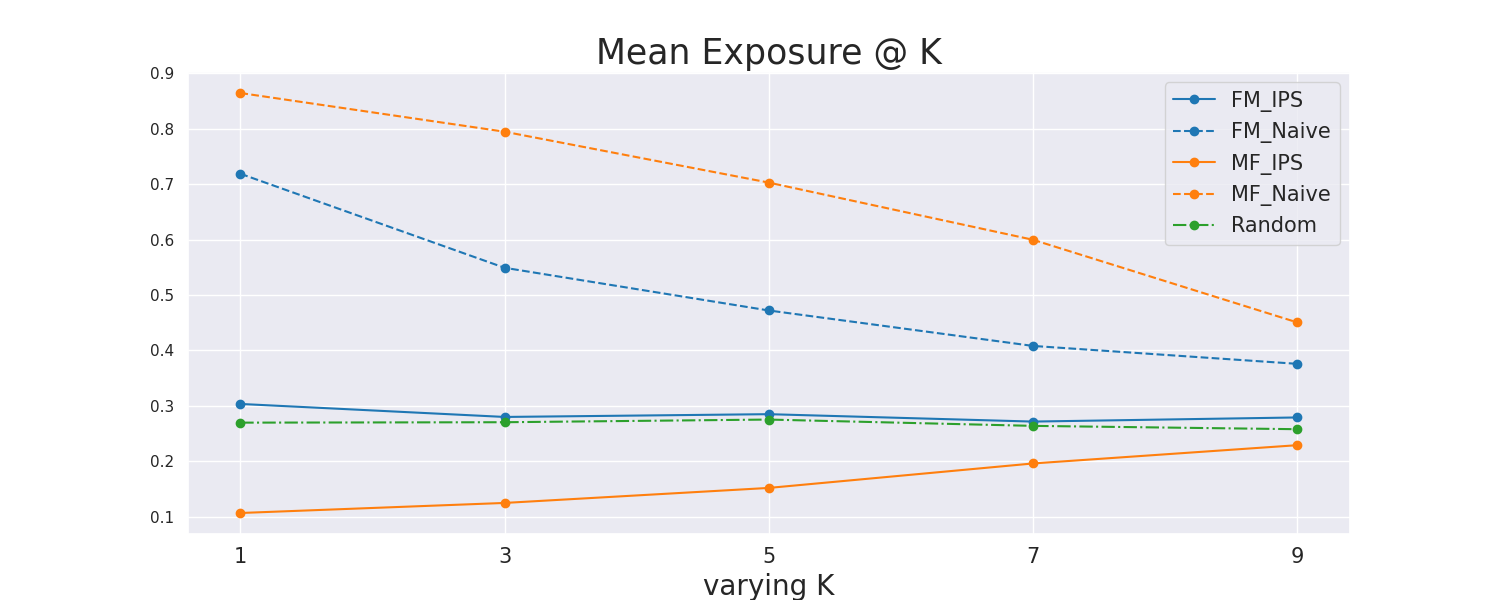 Mean Exposure @ K
0.9
0.8
0.7
0.6
0.5
0.4
0.3
0.2
0.1
FM_IPS
FM_Naive
MF_IPS
MF_Naive
Random
1 3 5 7 9
varying K